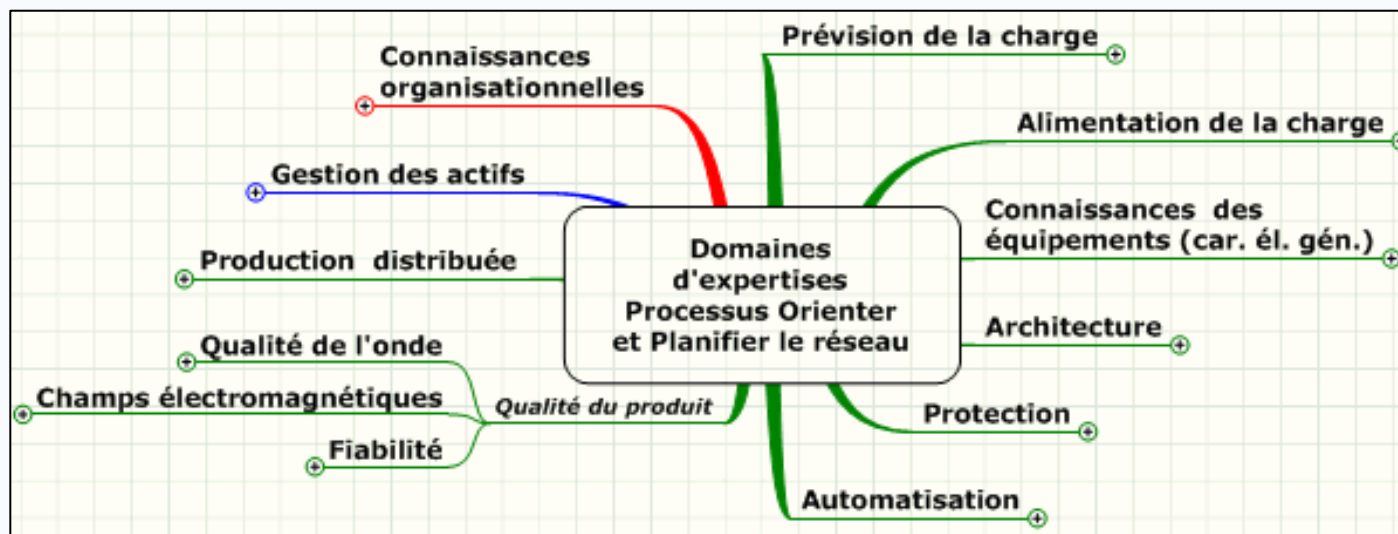 Prévision de la charge
Connaissances
organisationnelles
Alimentation de la charge
Gestion des actifs
Connaissances des
équipements (car. él. gén.)
Domaines
d'expertises
Processus Orienter
et Planifier le réseau
Production distribuée
Architecture
Qualité de l'onde
Champs électromagnétiques
Qualité du produit
Protection
Fiabilité
Automatisation